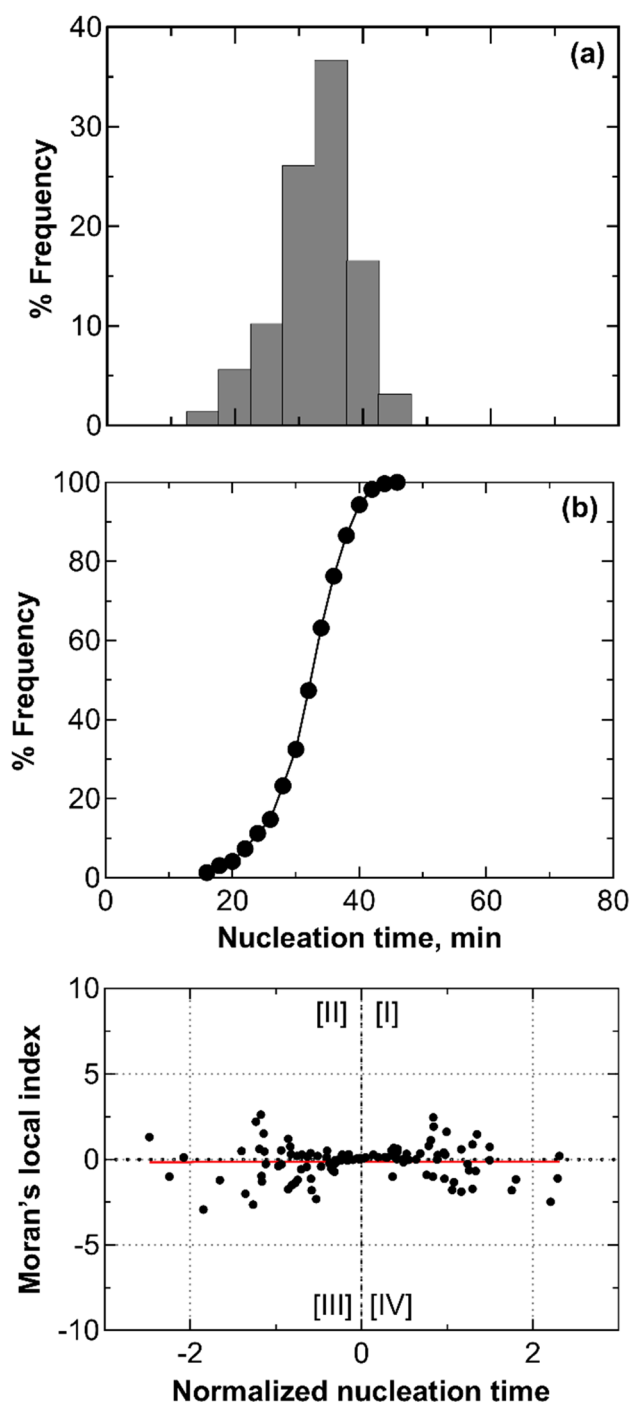 40
(a)
30
% Frequency
20
10
0
100
(b)
80
% Frequency
60
40
20
0
0 20 40 60 80
Nucleation time, min
10
[II] [I]
5
Moran's local index
0
-5
[III] [IV]
-10
-2 0 2
Normalized nucleation time